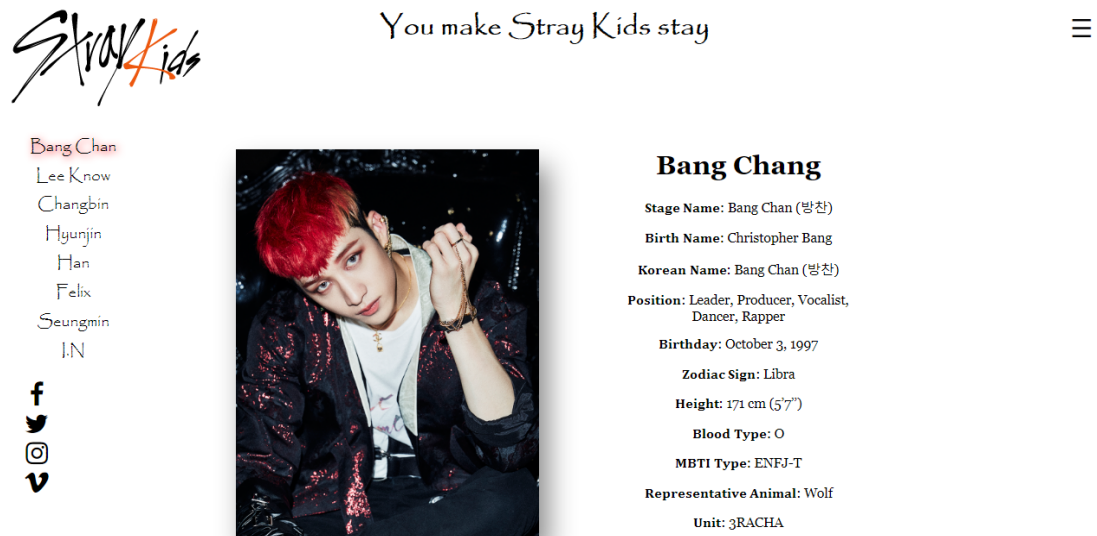 Stray Kids
You make Stray Kids stay
Bang Chan
Lee Know
Changbin
Hyunjin
Han
Felix
Seungmin
I.N
Bang Chang
Stage Name: Bang Chan (방찬)
Birth Name: Christopher Bang
Korean Name: Bang Chan (방찬)
Position: Leader, Producer, Vocalist,
Dancer, Rapper
Birthday: October 3, 1997
Zodiac Sign: Libra
Height: 171 cm (5’7”)
Blood Type: O
MBTI Type: ENFJ-T
Representative Animal: Wolf
Unit: 3RACHA